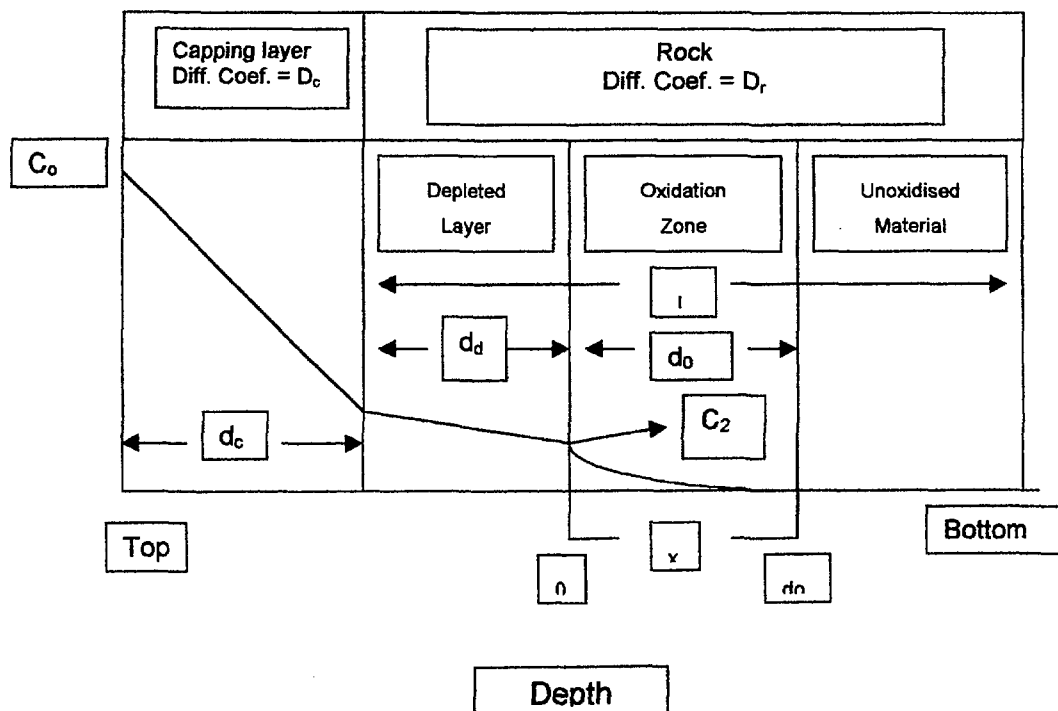 Capping layer
Diff. Coef. = Dc
Rock
Diff. Coef. = Dr
Co
Depleted
Layer
Oxidation
Zone
Unoxidised
Material
dd
d0
dc
C2
Top
x
Bottom
0
do
Depth